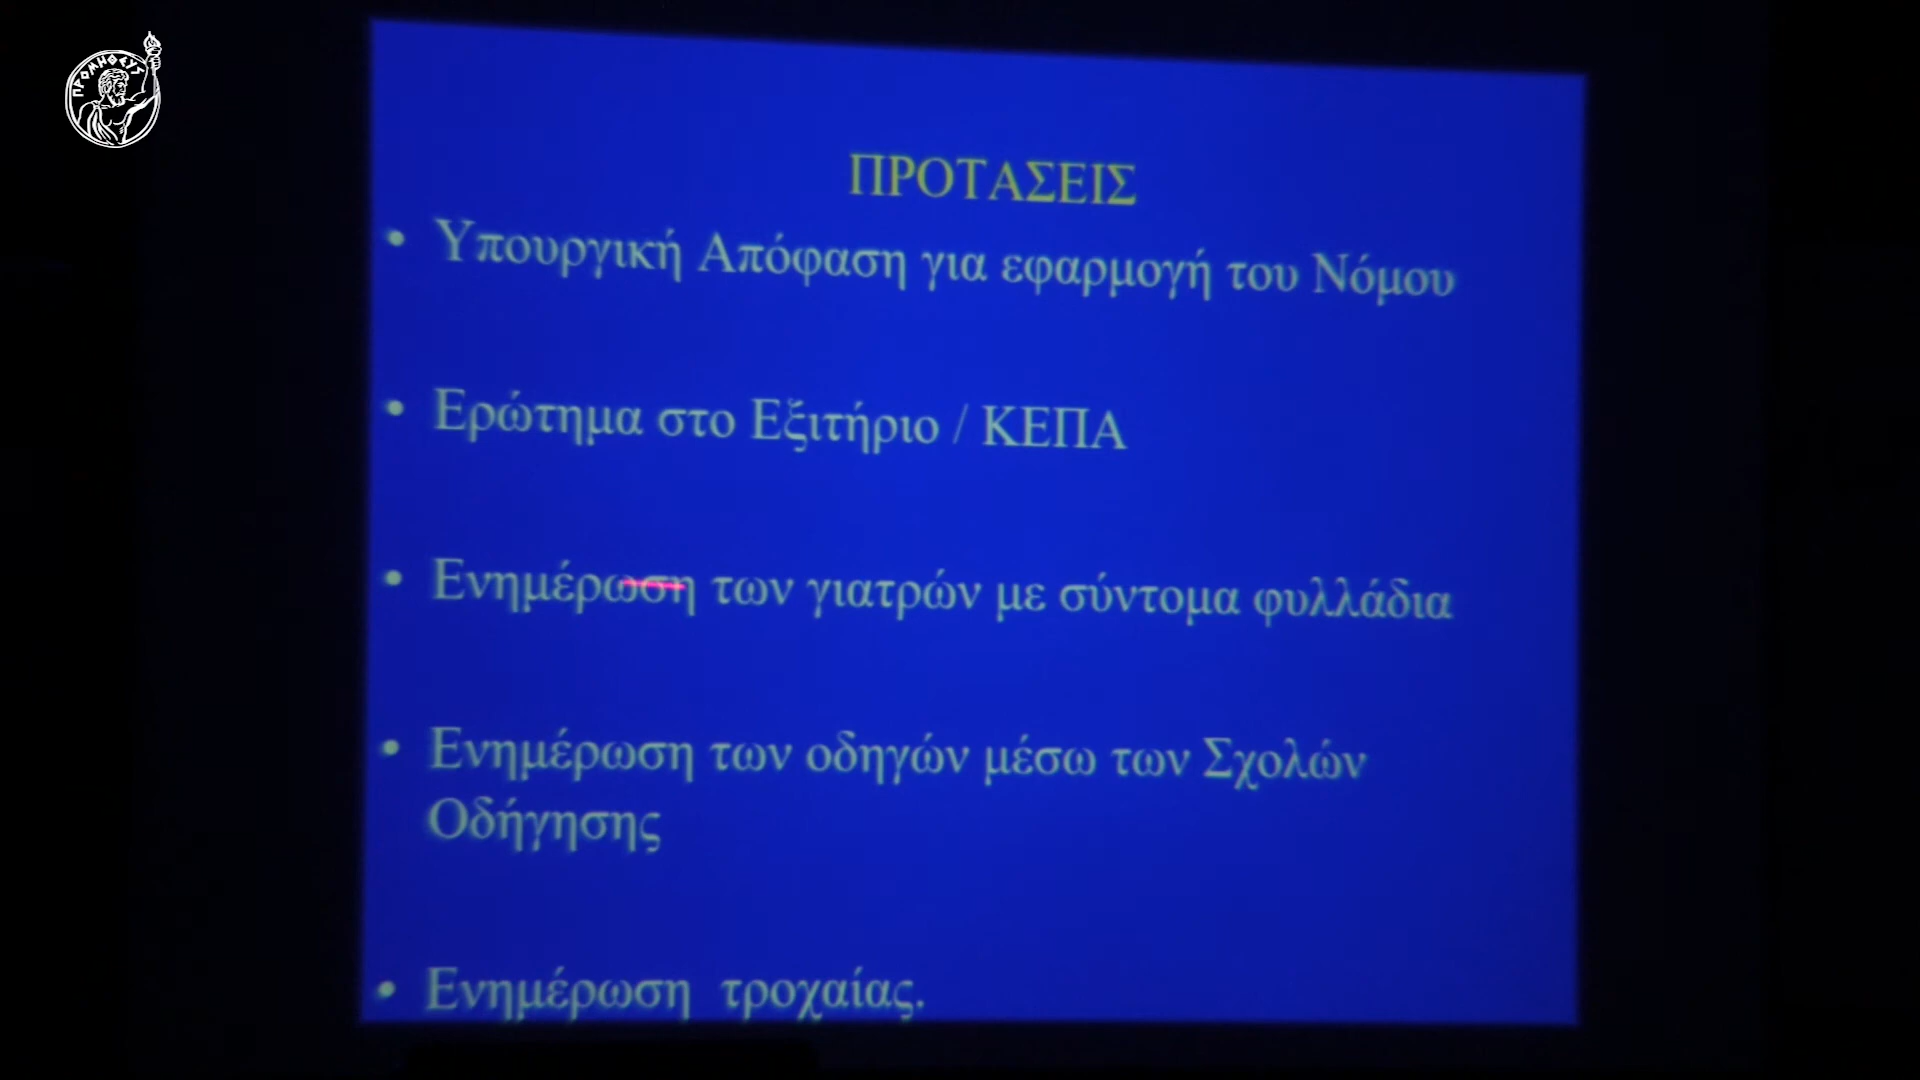 ΠΡΟΜΗΘΕΥΣ
ΠΡΟΤΑΣΕΙΣ
• Υπουργική Απόφαση για εφαρμογή του Νόμου
• Ερώτημα στο Εξιτήριο / ΚΕΠΑ
• Ενημέρωση των γιατρών με σύντομα φυλλάδια
• Ενημέρωση των οδηγών μέσω των Σχολών
Οδήγησης
• Ενημέρωση τροχαίας.